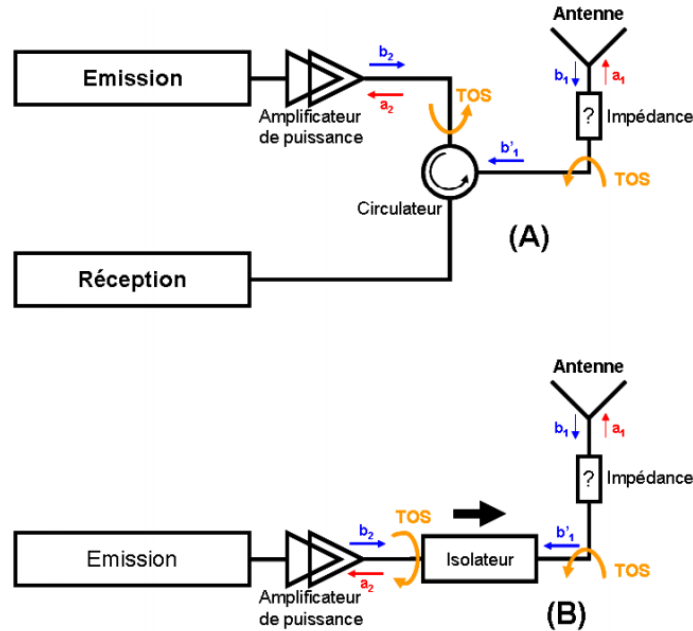 Antenne
Emission
b2
a2
TOS
b1
a1
?
Impédance
Amplificateur
de puissance
b'1
TOS
Circulateur
(A)
Réception
Antenne
b1
a1
?
Impédance
TOS
b2
b'1
Emission
Isolateur
a2
TOS
Amplificateur
de puissance
(B)